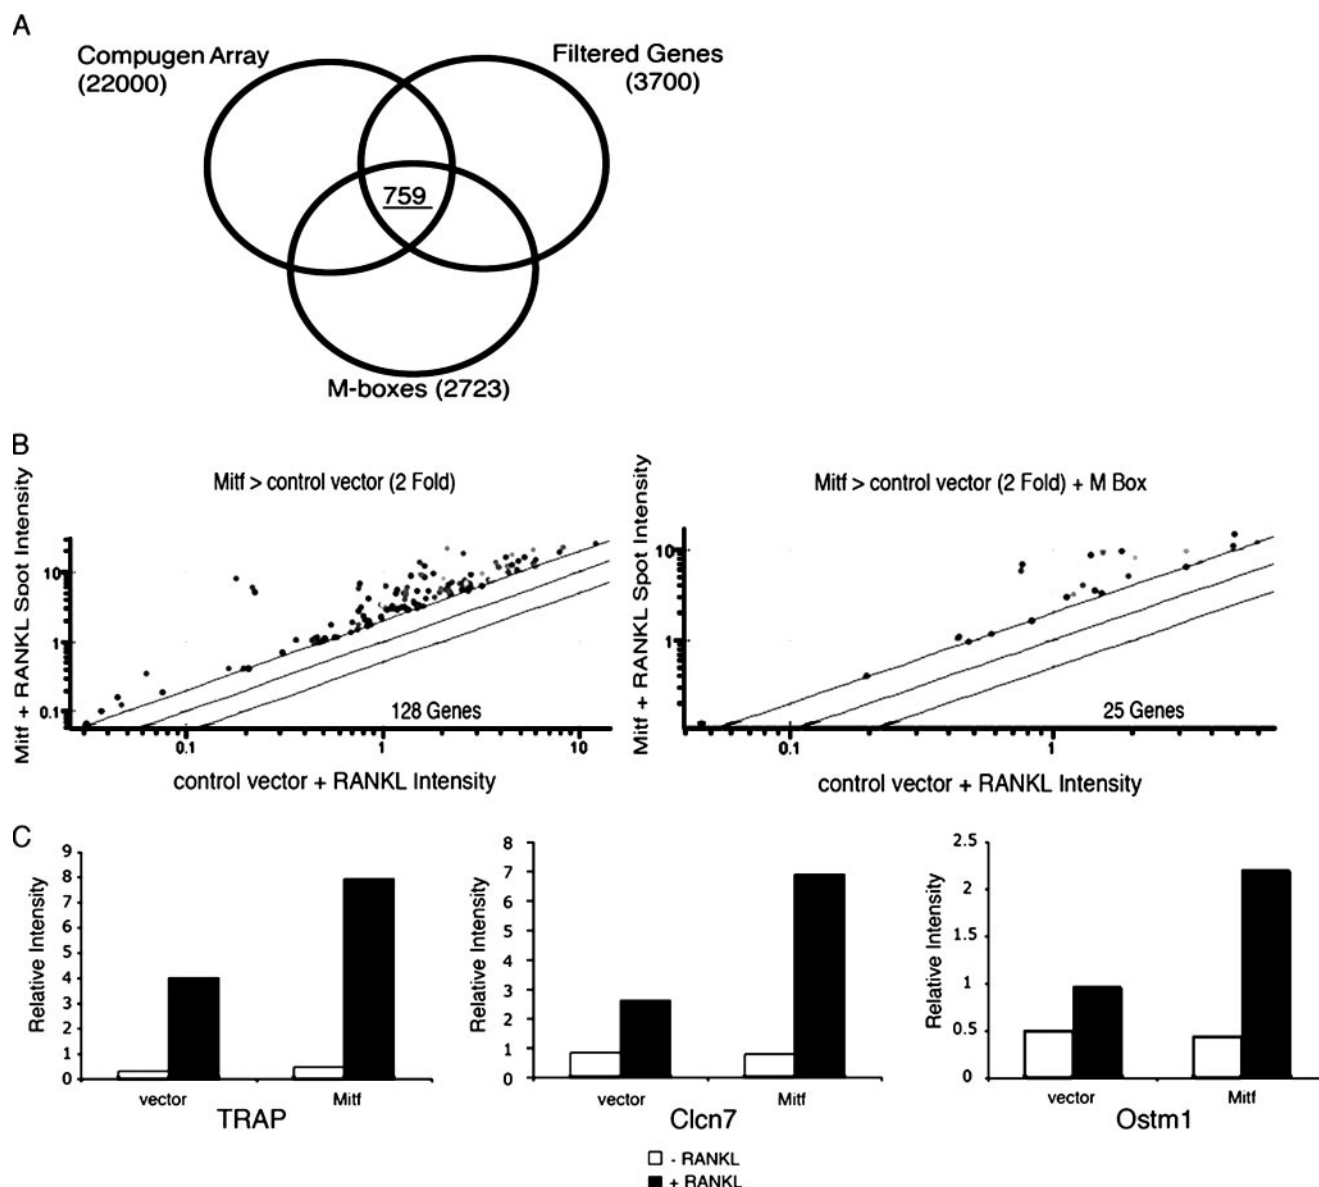 A
Compugen Array
(22000)
Filtered Genes
(3700)
759
M-boxes (2723)
B
Mitf > control vector (2 Fold)
Mitf + RANKL Spot Intensity
10
1
0.1
128 Genes
0.1
1
10
control vector + RANKL Intensity
Mitf > control vector (2 Fold) + M Box
Mitf + RANKL Spot Intensity
10
1
25 Genes
0.1
1
control vector + RANKL Intensity
C
Relative Intensity
9
8
7
6
5
4
3
2
1
0
vector
Mitf
TRAP
Relative Intensity
8
7
6
5
4
3
2
1
0
vector
Mitf
Clcn7
Relative Intensity
2.5
2
1.5
1
0.5
0
vector
Mitf
Ostm1
- RANKL
+ RANKL